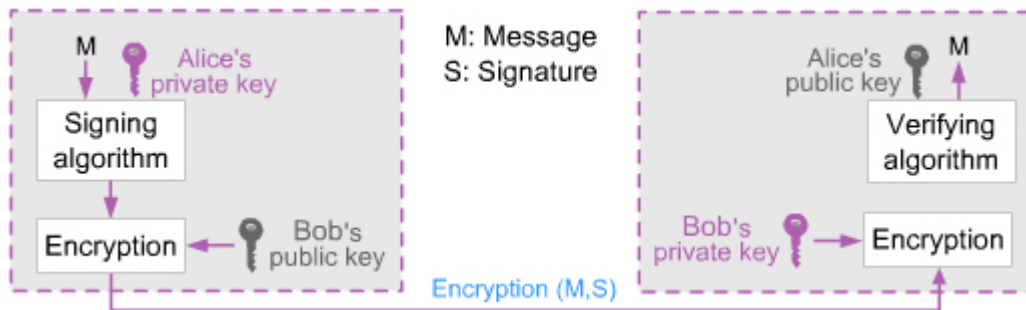 M
Alice's
private key
Signing
algorithm
Encryption
Bob's
public key
M: Message
S: Signature
Encryption (M,S)
Alice's
public key
M
Verifying
algorithm
Bob's
private key
Encryption